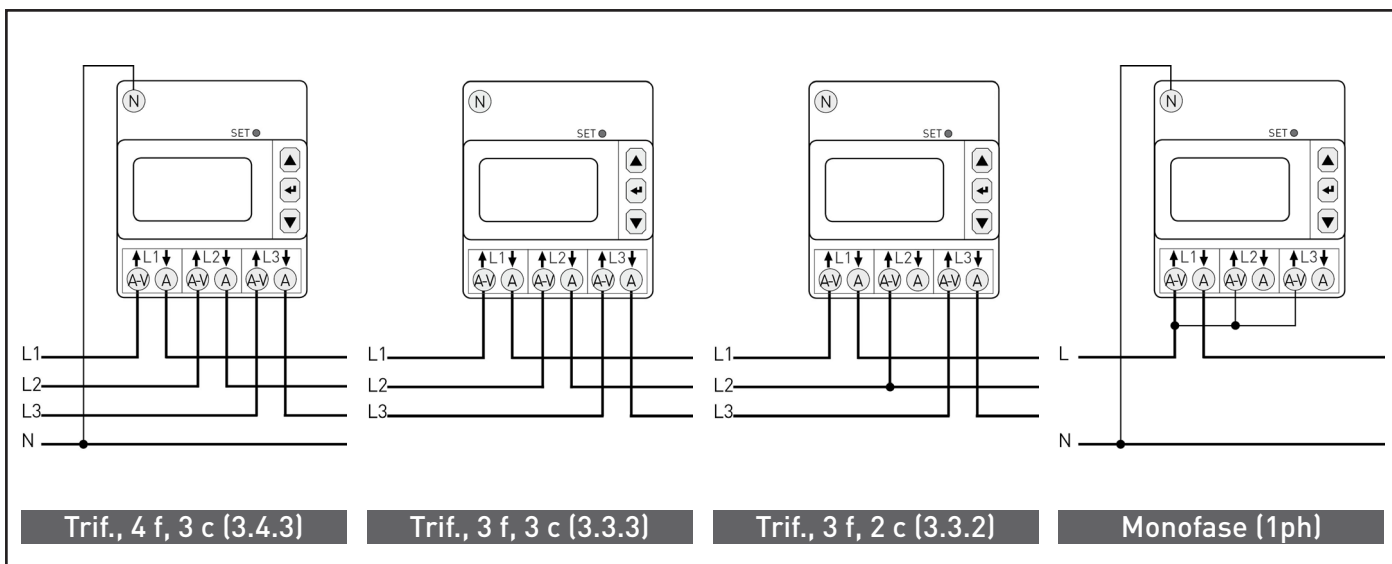 N
SET
L1 L2 L3
A-V A A-V A A-V A
L1
L2
L3
N
Trif., 4 f, 3 c (3.4.3)
N
SET
L1 L2 L3
A-V A A-V A A-V A
L1
L2
L3
Trif., 3 f, 3 c (3.3.3)
N
SET
L1 L2 L3
A-V A A-V A A-V A
L1
L2
L3
Trif., 3 f, 2 c (3.3.2)
N
SET
L1 L2 L3
A-V A A-V A A-V A
L
N
Monofase (1ph)